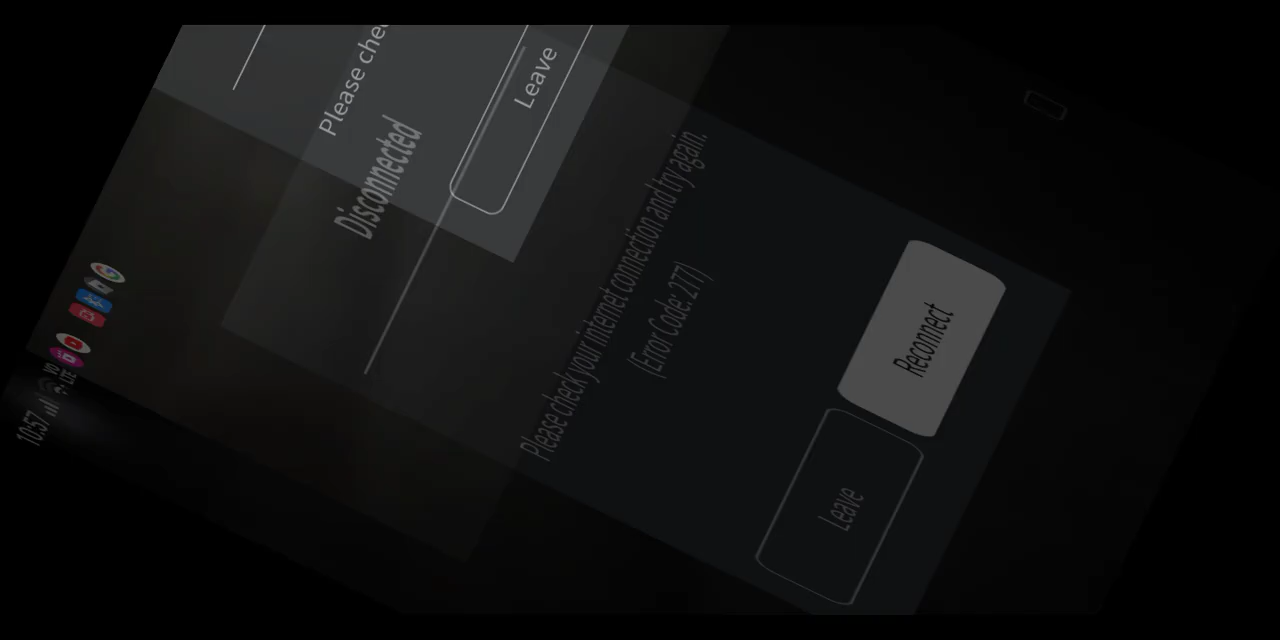 Please chec
Leave
Disconnected
Please check your internet connection and try again.
(Error Code: 277)
Reconnect
Leave
10:57
LTE